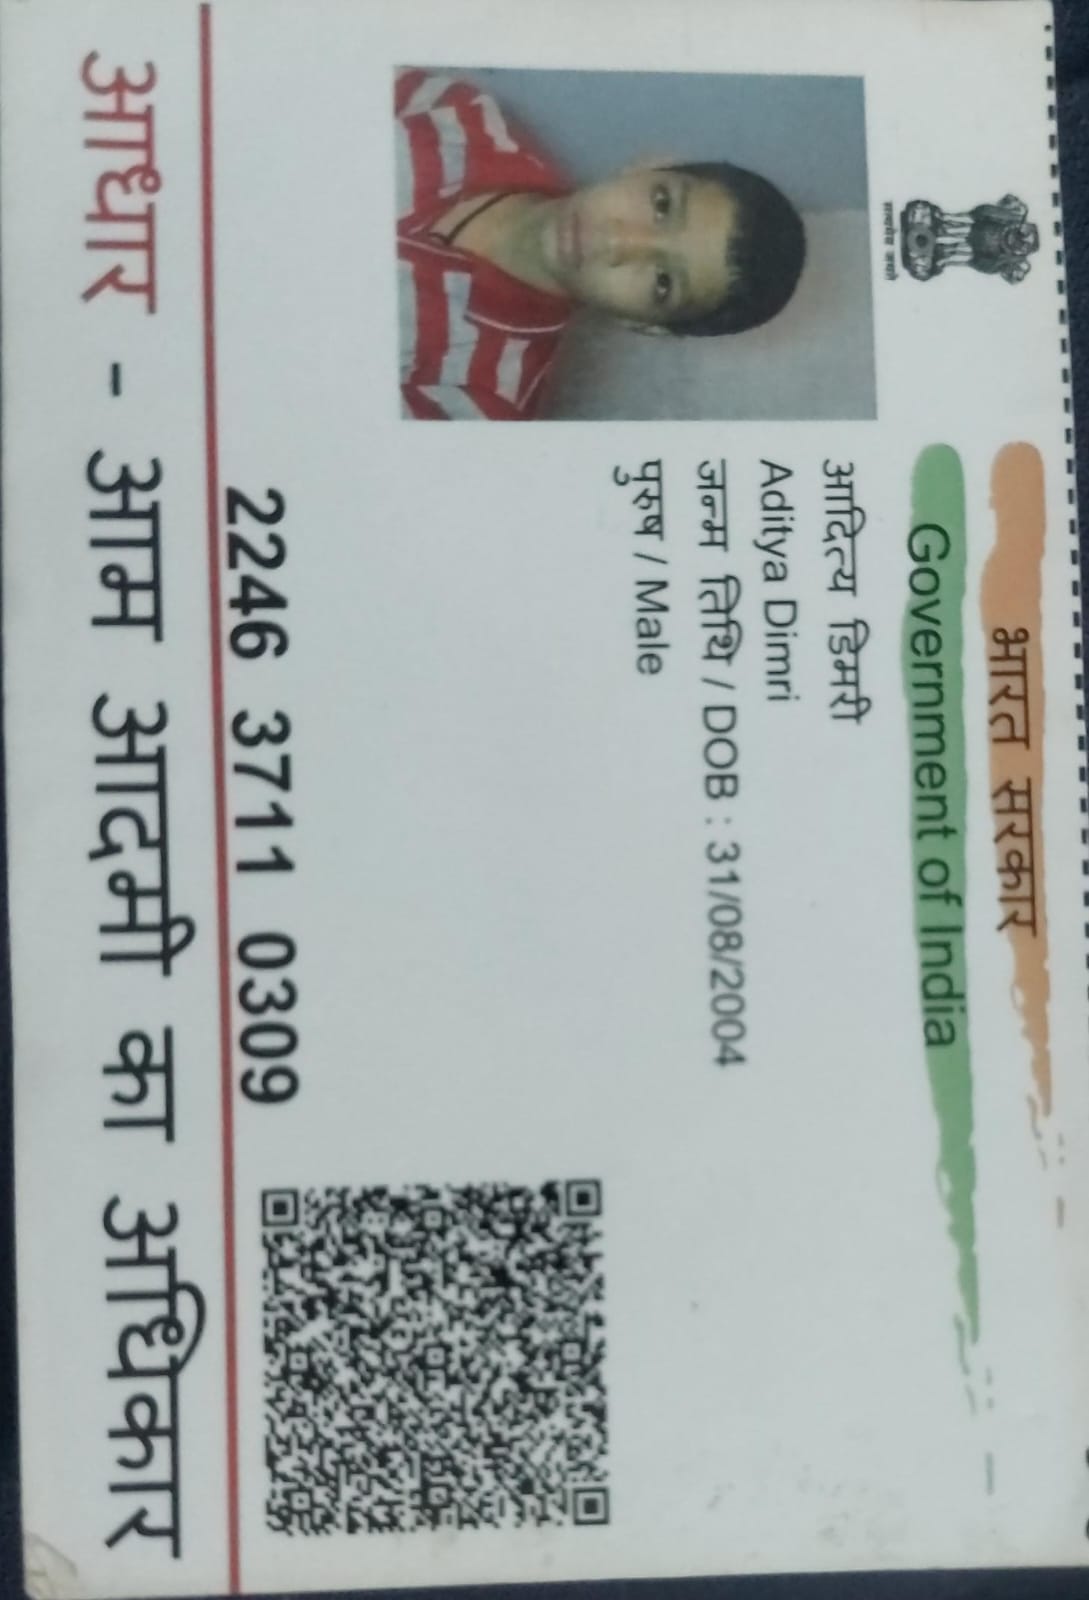 भारत सरकार
Government of India
सत्यमेव जयते
आदित्य डिमरी
Aditya Dimri
जन्म तिथि / DOB : 31/08/2004
पुरुष / Male
2246 3711 0309
आधार - आम आदमी का अधिकार